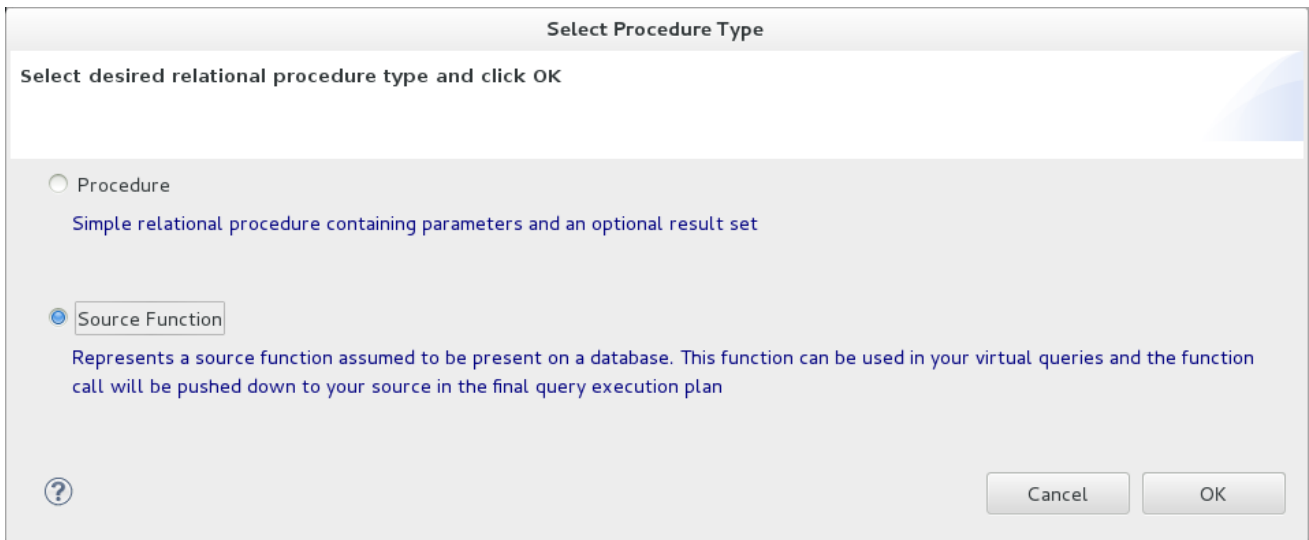 Select Procedure Type
Select desired relational procedure type and click OK
Procedure
Simple relational procedure containing parameters and an optional result set
Source Function
Represents a source function assumed to be present on a database. This function can be used in your virtual queries and the function
call will be pushed down to your source in the final query execution plan
?
Cancel
OK